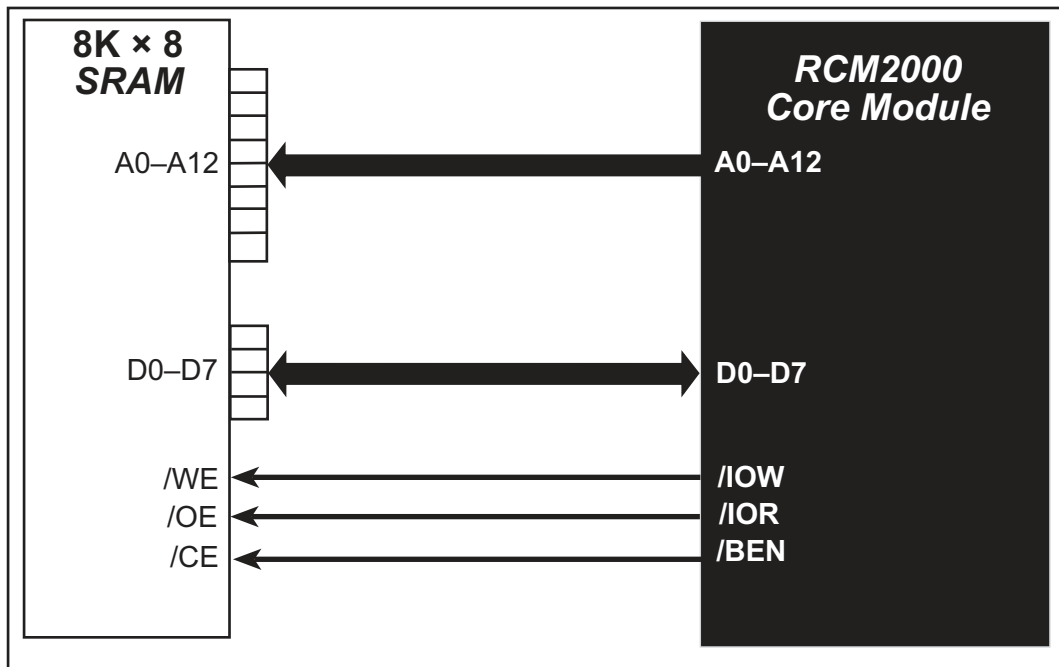 8K × 8
SRAM
A0–A12
D0–D7
/WE
/OE
/CE
RCM2000
Core Module
A0–A12
D0–D7
/IOW
/IOR
/BEN